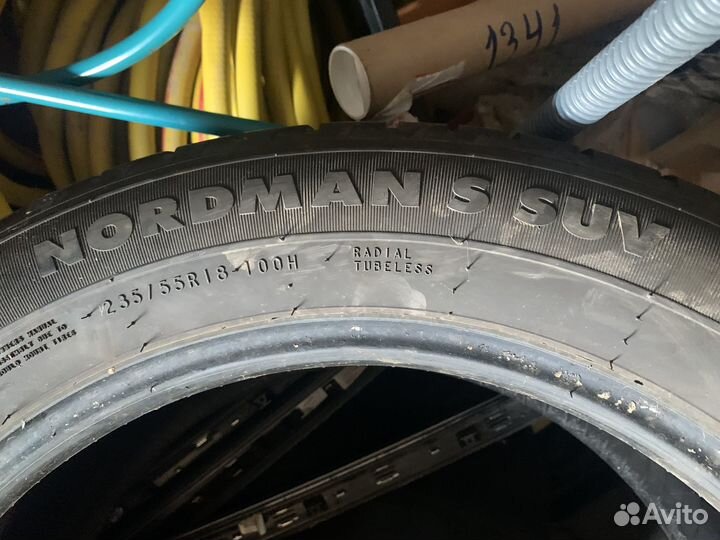 1341
NORDMAN S SUV
235/55R18 100H
RADIAL
TUBELESS
Avito